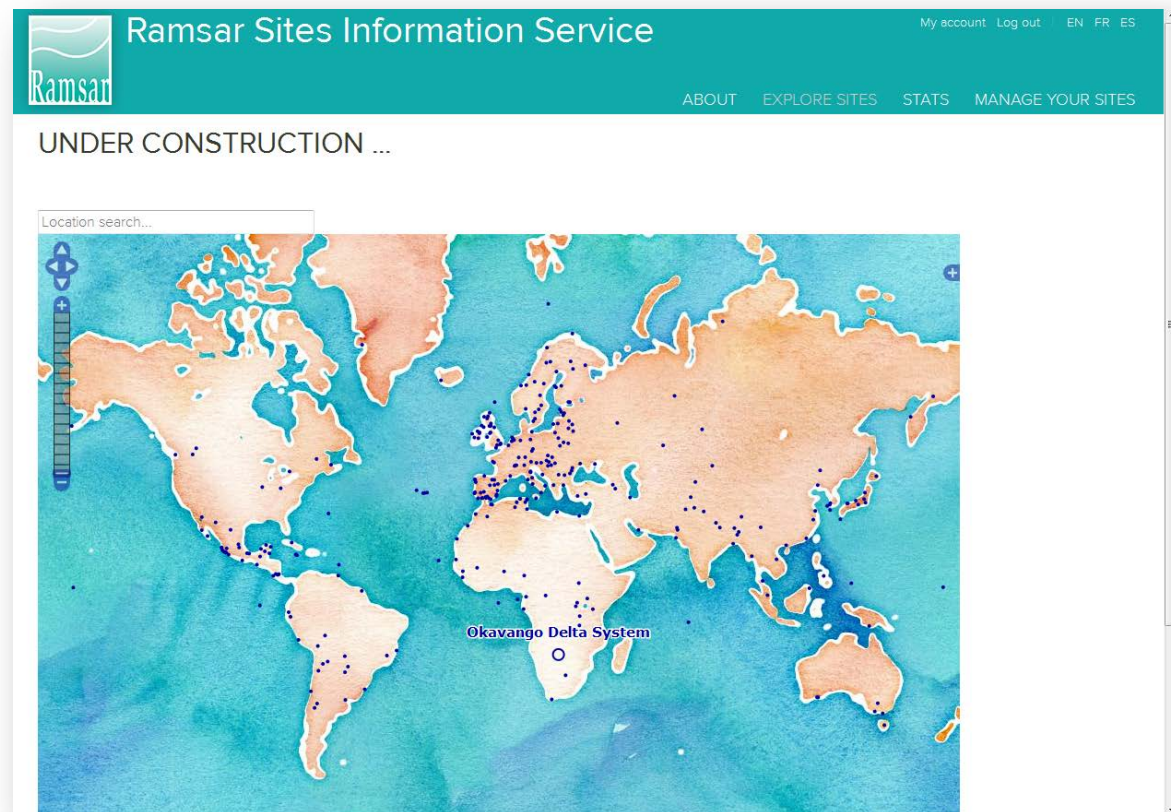 Ramsar
Ramsar Sites Information Service
My account Log out EN FR ES
ABOUT EXPLORE SITES STATS MANAGE YOUR SITES
UNDER CONSTRUCTION ...
Location search...
Okavango Delta System